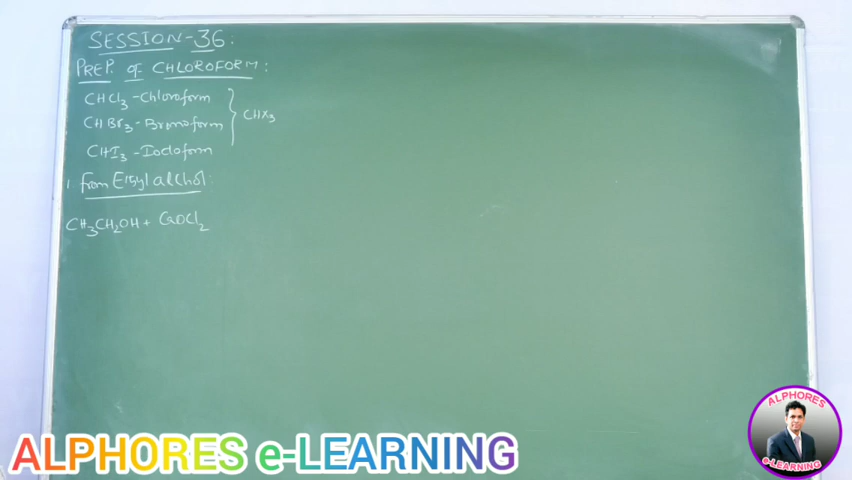 SESSION-36:
PREP. OF CHLOROFORM:
CHCl3 - Chloroform
CHBr3 - Bromoform
CHX3
CHI3 - Iodoform
1. from Ethyl alchol:
CH3CH2OH + CaOCl2
ALPHORES e-LEARNING
ALPHORES
e-LEARNING